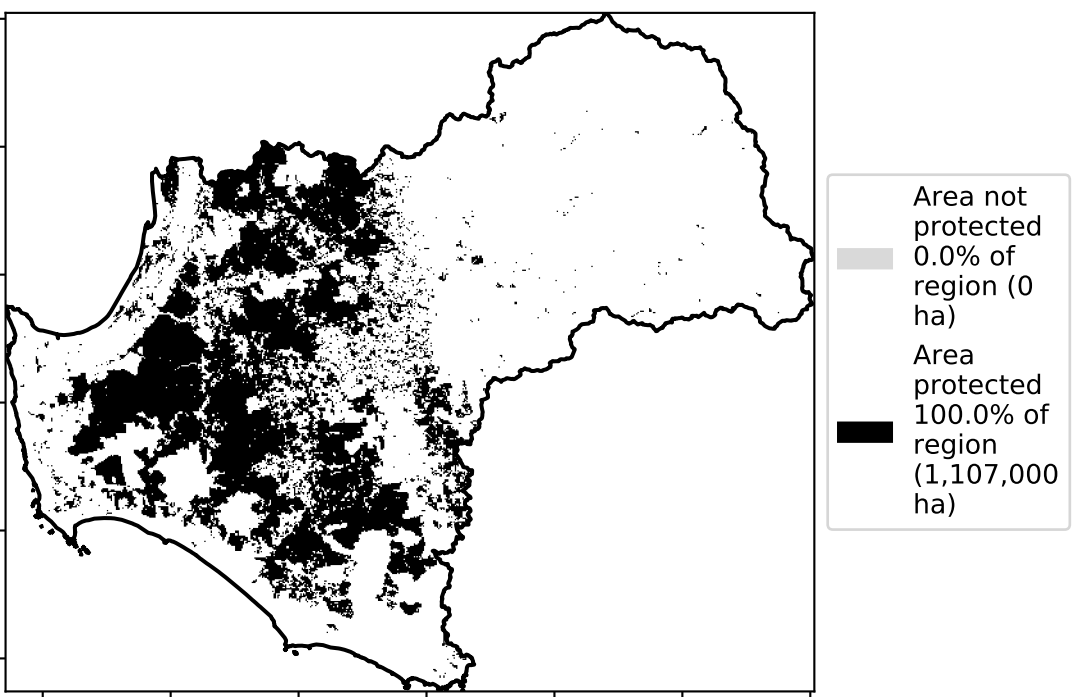 Area not
protected
0.0% of
region (0
ha)
Area
protected
100.0% of
region
(1,107,000
ha)